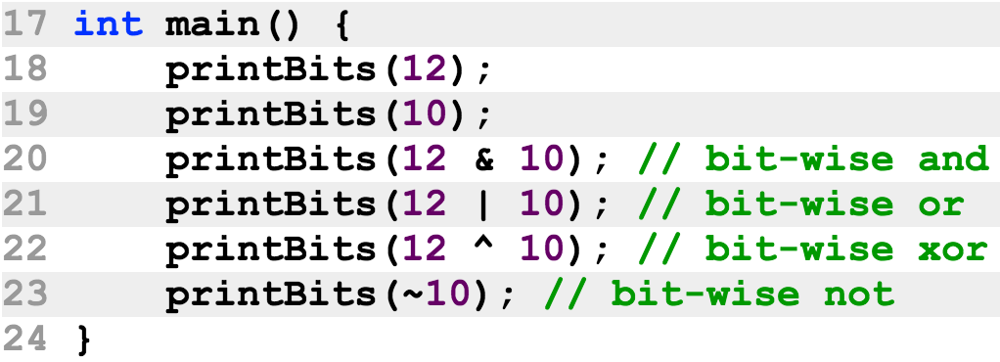 17 int main() {
18     printBits(12);
19     printBits(10);
20     printBits(12 & 10); // bit-wise and
21     printBits(12 | 10); // bit-wise or
22     printBits(12 ^ 10); // bit-wise xor
23     printBits(~10); // bit-wise not
24 }